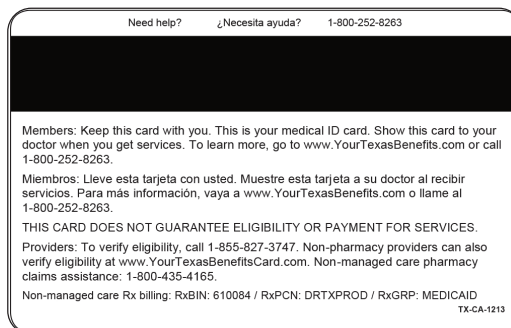 Need help? ¿Necesita ayuda? 1-800-252-8263
Members: Keep this card with you. This is your medical ID card. Show this card to your
doctor when you get services. To learn more, go to www.YourTexasBenefits.com or call
1-800-252-8263.
Miembros: Lleve esta tarjeta con usted. Muestre esta tarjeta a su doctor al recibir
servicios. Para más información, vaya a www.YourTexasBenefits.com o llame al
1-800-252-8263.
THIS CARD DOES NOT GUARANTEE ELIGIBILITY OR PAYMENT FOR SERVICES.
Providers: To verify eligibility, call 1-855-827-3747. Non-pharmacy providers can also
verify eligibility at www.YourTexasBenefitsCard.com. Non-managed care pharmacy
claims assistance: 1-800-435-4165.
Non-managed care Rx billing: RxBIN: 610084 / RxPCN: DRTXPROD / RxGRP: MEDICAID
TX-CA-1213